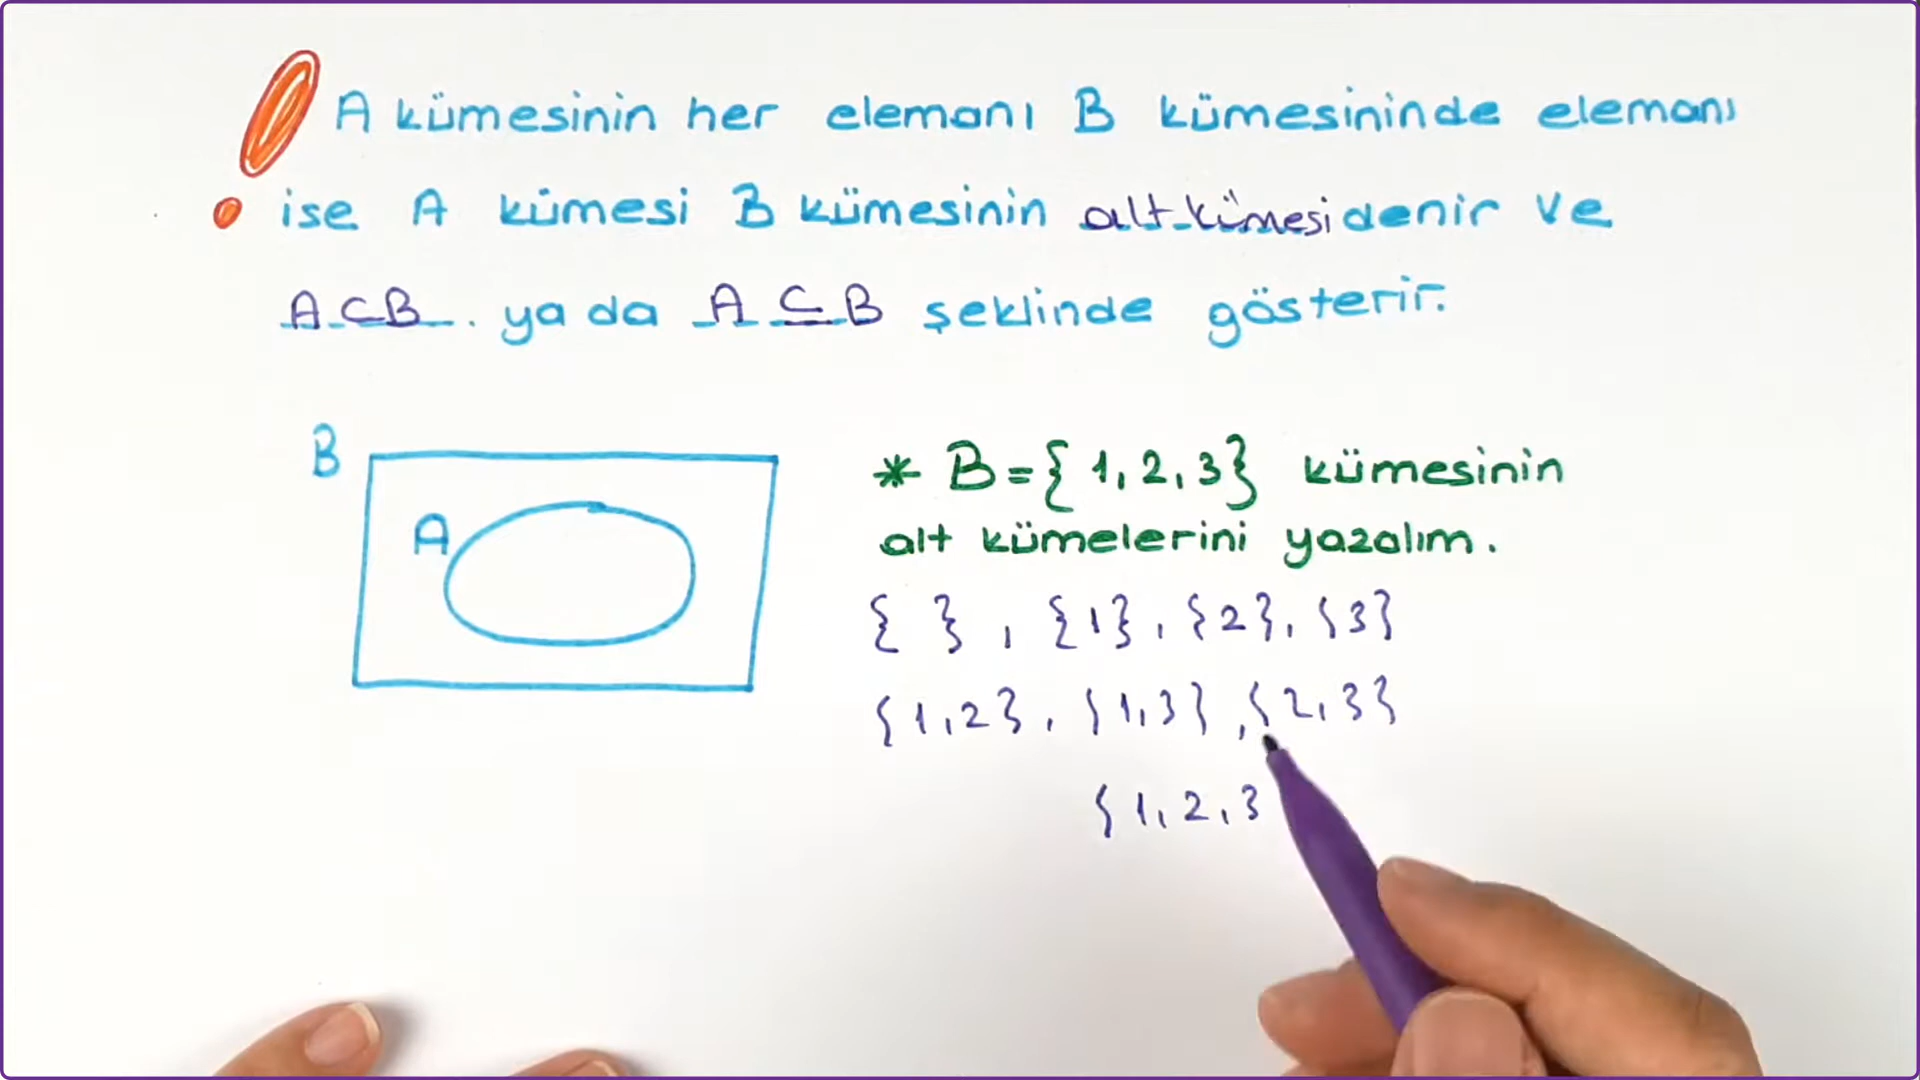 A kümesinin her elemanı B kümesininde elemanı
ise A kümesi B kümesinin alt kümesi denir ve
A⊂B. ya da A⊆B şeklinde gösterir.
B
A
* B={1,2,3} kümesinin
alt kümelerini yazalım.
{ }, {1}, {2}, {3}
{1,2}, {1,3}, {2,3}
{1,2,3